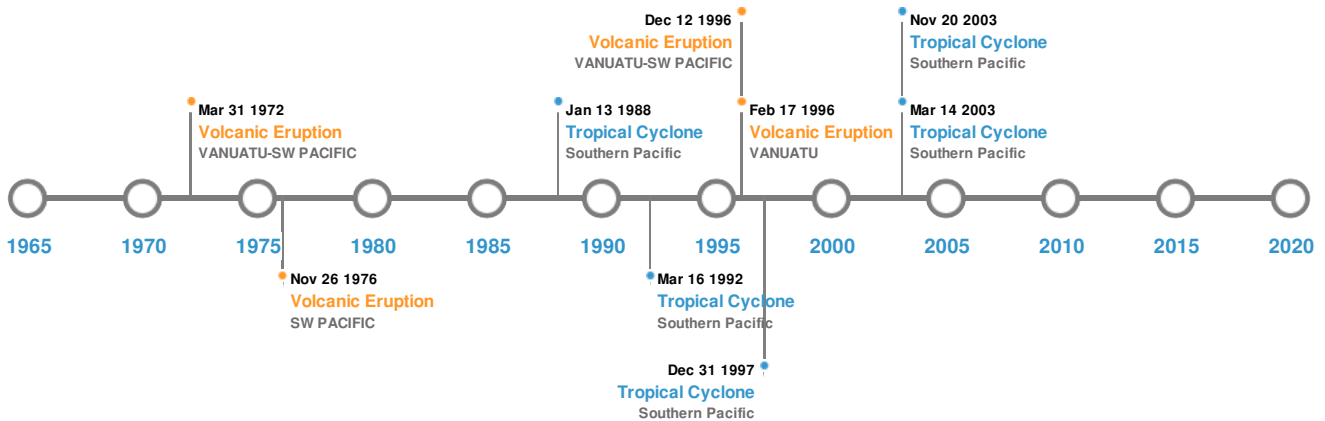 Dec 12 1996
Volcanic Eruption
VANUATU-SW PACIFIC
Nov 20 2003
Tropical Cyclone
Southern Pacific
Mar 31 1972
Volcanic Eruption
VANUATU-SW PACIFIC
Jan 13 1988
Tropical Cyclone
Southern Pacific
Feb 17 1996
Volcanic Eruption
VANUATU
Mar 14 2003
Tropical Cyclone
Southern Pacific
1965 1970 1975 1980 1985 1990 1995 2000 2005 2010 2015 2020
Nov 26 1976
Volcanic Eruption
SW PACIFIC
Mar 16 1992
Tropical Cyclone
Southern Pacific
Dec 31 1997
Tropical Cyclone
Southern Pacific